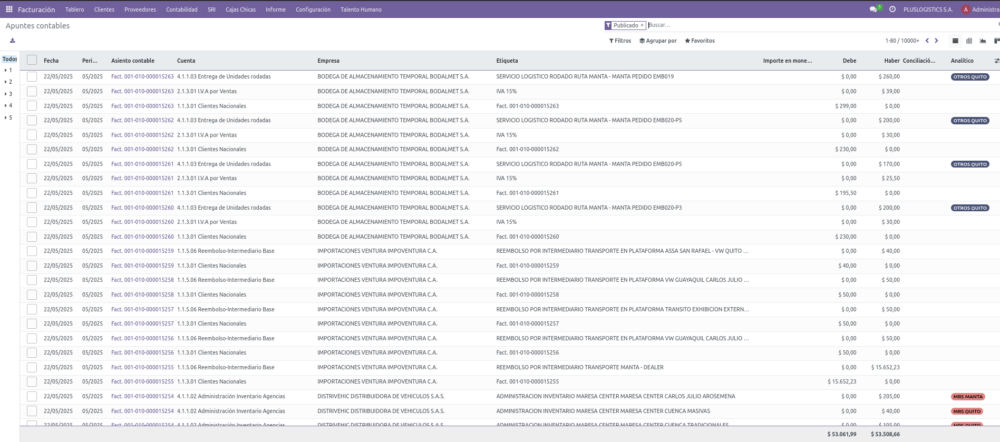 Facturación Tablero Clientes Proveedores Contabilidad SRI Cajas Chicas Informe Configuración Talento Humano 5 PLUSLOGISTICS S.A. A Administra
Apuntes contables Publicado × Buscar...
Filtros Agrupar por Favoritos 1-80 / 10000+
Todos
1
2
3
4
5
Fecha Peri... Asiento contable Cuenta Empresa Etiqueta Importe en mone... Debe Haber Conciliació... Analítico
22/05/2025 05/2025 Fact. 001-010-000015263 4.1.1.03 Entrega de Unidades rodadas BODEGA DE ALMACENAMIENTO TEMPORAL BODALMET S.A. SERVICIO LOGISTICO RODADO RUTA MANTA - MANTA PEDIDO EMB019 $ 0,00 $ 260,00 OTROS QUITO
22/05/2025 05/2025 Fact. 001-010-000015263 2.1.3.01 I.V.A por Ventas BODEGA DE ALMACENAMIENTO TEMPORAL BODALMET S.A. IVA 15% $ 0,00 $ 39,00
22/05/2025 05/2025 Fact. 001-010-000015263 1.1.3.01 Clientes Nacionales BODEGA DE ALMACENAMIENTO TEMPORAL BODALMET S.A. Fact. 001-010-000015263 $ 299,00 $ 0,00
22/05/2025 05/2025 Fact. 001-010-000015262 4.1.1.03 Entrega de Unidades rodadas BODEGA DE ALMACENAMIENTO TEMPORAL BODALMET S.A. SERVICIO LOGISTICO RODADO RUTA MANTA - MANTA PEDIDO EMB020-P5 $ 0,00 $ 200,00 OTROS QUITO
22/05/2025 05/2025 Fact. 001-010-000015262 2.1.3.01 I.V.A por Ventas BODEGA DE ALMACENAMIENTO TEMPORAL BODALMET S.A. IVA 15% $ 0,00 $ 30,00
22/05/2025 05/2025 Fact. 001-010-000015262 1.1.3.01 Clientes Nacionales BODEGA DE ALMACENAMIENTO TEMPORAL BODALMET S.A. Fact. 001-010-000015262 $ 230,00 $ 0,00
22/05/2025 05/2025 Fact. 001-010-000015261 4.1.1.03 Entrega de Unidades rodadas BODEGA DE ALMACENAMIENTO TEMPORAL BODALMET S.A. SERVICIO LOGISTICO RODADO RUTA MANTA - MANTA PEDIDO EMB020-P5 $ 0,00 $ 170,00 OTROS QUITO
22/05/2025 05/2025 Fact. 001-010-000015261 2.1.3.01 I.V.A por Ventas BODEGA DE ALMACENAMIENTO TEMPORAL BODALMET S.A. IVA 15% $ 0,00 $ 25,50
22/05/2025 05/2025 Fact. 001-010-000015261 1.1.3.01 Clientes Nacionales BODEGA DE ALMACENAMIENTO TEMPORAL BODALMET S.A. Fact. 001-010-000015261 $ 195,50 $ 0,00
22/05/2025 05/2025 Fact. 001-010-000015260 4.1.1.03 Entrega de Unidades rodadas BODEGA DE ALMACENAMIENTO TEMPORAL BODALMET S.A. SERVICIO LOGISTICO RODADO RUTA MANTA - MANTA PEDIDO EMB020-P3 $ 0,00 $ 200,00 OTROS QUITO
22/05/2025 05/2025 Fact. 001-010-000015260 2.1.3.01 I.V.A por Ventas BODEGA DE ALMACENAMIENTO TEMPORAL BODALMET S.A. IVA 15% $ 0,00 $ 30,00
22/05/2025 05/2025 Fact. 001-010-000015260 1.1.3.01 Clientes Nacionales BODEGA DE ALMACENAMIENTO TEMPORAL BODALMET S.A. Fact. 001-010-000015260 $ 230,00 $ 0,00
22/05/2025 05/2025 Fact. 001-010-000015259 1.1.5.06 Reembolso-Intermediario Base IMPORTACIONES VENTURA IMPOVENTURA C.A. REEMBOLSO POR INTERMEDIARIO TRANSPORTE EN PLATAFORMA ASSA SAN RAFAEL - VW QUITO ... $ 0,00 $ 40,00
22/05/2025 05/2025 Fact. 001-010-000015259 1.1.3.01 Clientes Nacionales IMPORTACIONES VENTURA IMPOVENTURA C.A. Fact. 001-010-000015259 $ 40,00 $ 0,00
22/05/2025 05/2025 Fact. 001-010-000015258 1.1.5.06 Reembolso-Intermediario Base IMPORTACIONES VENTURA IMPOVENTURA C.A. REEMBOLSO POR INTERMEDIARIO TRANSPORTE EN PLATAFORMA VW GUAYAQUIL CARLOS JULIO ... $ 0,00 $ 50,00
22/05/2025 05/2025 Fact. 001-010-000015258 1.1.3.01 Clientes Nacionales IMPORTACIONES VENTURA IMPOVENTURA C.A. Fact. 001-010-000015258 $ 50,00 $ 0,00
22/05/2025 05/2025 Fact. 001-010-000015257 1.1.5.06 Reembolso-Intermediario Base IMPORTACIONES VENTURA IMPOVENTURA C.A. REEMBOLSO POR INTERMEDIARIO TRANSPORTE EN PLATAFORMA TRANSITO EXHIBICION EXTERN... $ 0,00 $ 50,00
22/05/2025 05/2025 Fact. 001-010-000015257 1.1.3.01 Clientes Nacionales IMPORTACIONES VENTURA IMPOVENTURA C.A. Fact. 001-010-000015257 $ 50,00 $ 0,00
22/05/2025 05/2025 Fact. 001-010-000015256 1.1.5.06 Reembolso-Intermediario Base IMPORTACIONES VENTURA IMPOVENTURA C.A. REEMBOLSO POR INTERMEDIARIO TRANSPORTE EN PLATAFORMA VW GUAYAQUIL CARLOS JULIO ... $ 0,00 $ 50,00
22/05/2025 05/2025 Fact. 001-010-000015256 1.1.3.01 Clientes Nacionales IMPORTACIONES VENTURA IMPOVENTURA C.A. Fact. 001-010-000015256 $ 50,00 $ 0,00
22/05/2025 05/2025 Fact. 001-010-000015255 1.1.5.06 Reembolso-Intermediario Base IMPORTACIONES VENTURA IMPOVENTURA C.A. REEMBOLSO POR INTERMEDIARIO TRANSPORTE MANTA - DEALER $ 0,00 $ 15.652,23
22/05/2025 05/2025 Fact. 001-010-000015255 1.1.3.01 Clientes Nacionales IMPORTACIONES VENTURA IMPOVENTURA C.A. Fact. 001-010-000015255 $ 15.652,23 $ 0,00
22/05/2025 05/2025 Fact. 001-010-000015254 4.1.1.02 Administración Inventario Agencias DISTRIVEHIC DISTRIBUIDORA DE VEHICULOS S.A.S. ADMINISTRACION INVENTARIO MARESA CENTER MARESA CENTER CARLOS JULIO AROSEMENA $ 0,00 $ 205,00 MRS MANTA
22/05/2025 05/2025 Fact. 001-010-000015254 4.1.1.02 Administración Inventario Agencias DISTRIVEHIC DISTRIBUIDORA DE VEHICULOS S.A.S. ADMINISTRACION INVENTARIO MARESA CENTER MARESA CENTER CUENCA MASIVAS $ 0,00 $ 40,00 MRS QUITO
22/05/2025 05/2025 Fact. 001-010-000015254 4.1.1.02 Administración Inventario Agencias DISTRIVEHIC DISTRIBUIDORA DE VEHICULOS S.A.S. ADMINISTRACION INVENTARIO MARESA CENTER MARESA CENTER CUENCA TRADICIONALES $ 0,00 $ 105,00 MRS QUITO
$ 53.061,99 $ 53.508,66